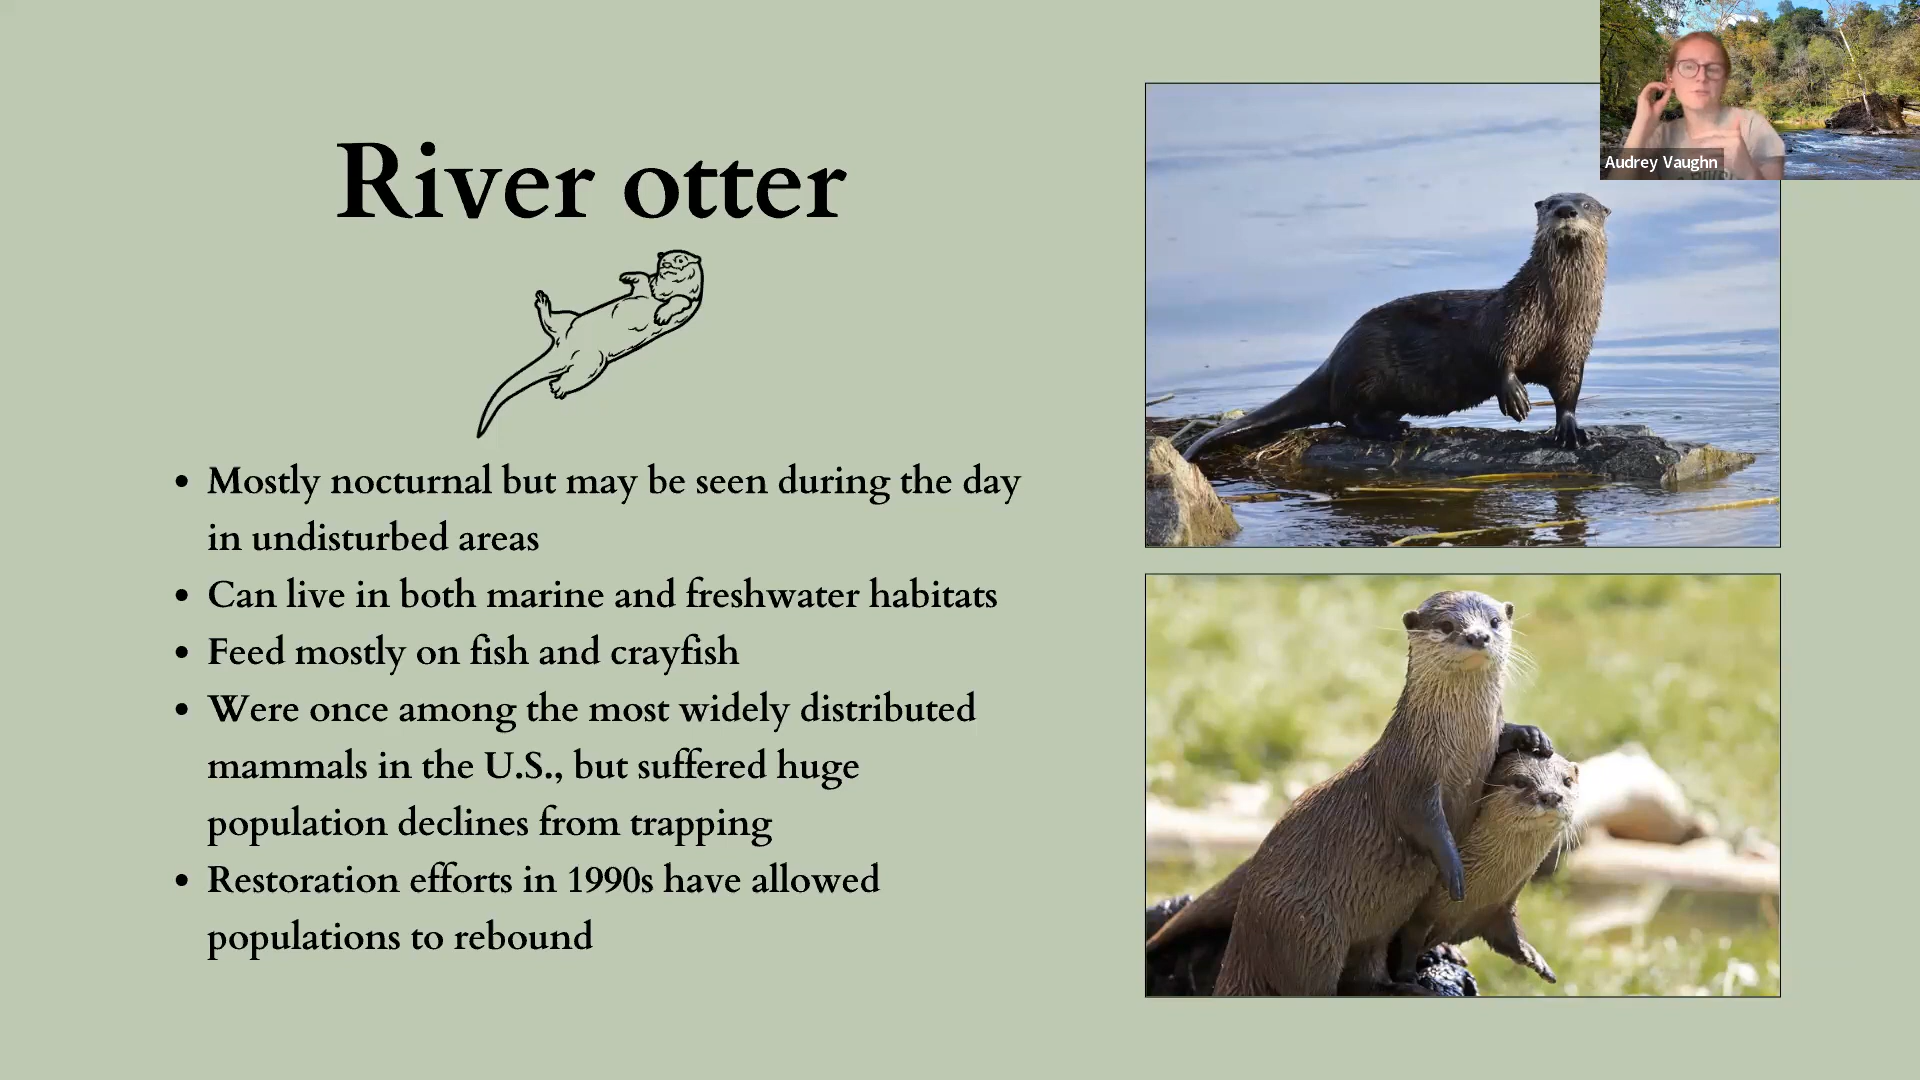 Audrey Vaughn
River otter
• Mostly nocturnal but may be seen during the day
in undisturbed areas
• Can live in both marine and freshwater habitats
• Feed mostly on fish and crayfish
• Were once among the most widely distributed
mammals in the U.S., but suffered huge
population declines from trapping
• Restoration efforts in 1990s have allowed
populations to rebound